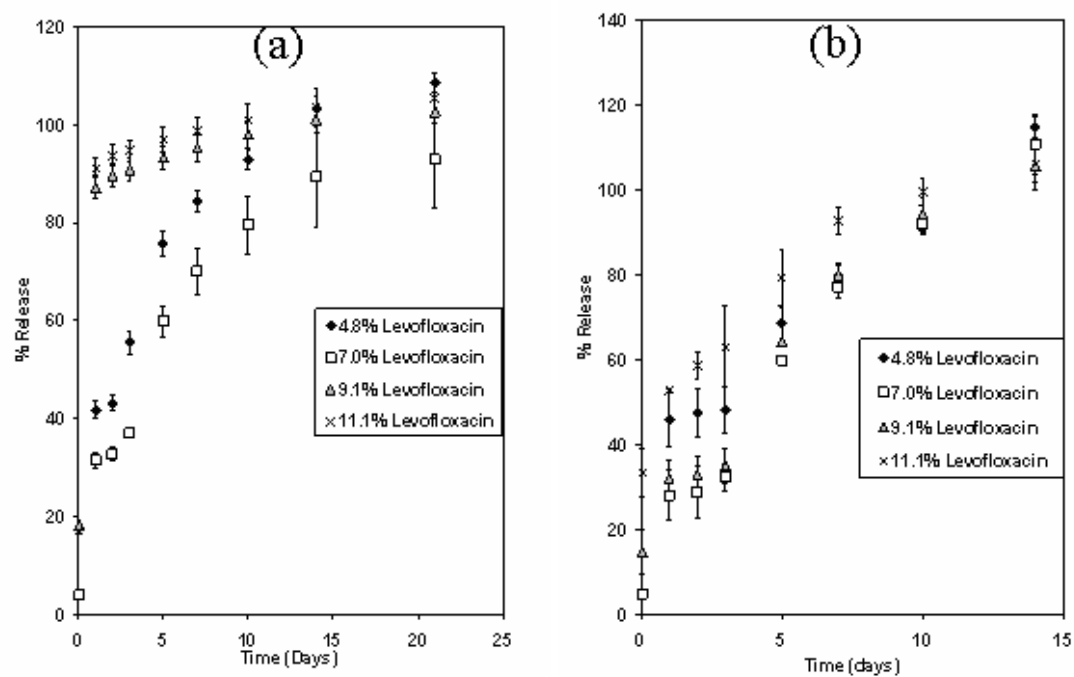 (a)
120
100
80
60
40
20
0
% Release
0 5 10 15 20 25
Time (Days)
4.8% Levofloxacin
7.0% Levofloxacin
9.1% Levofloxacin
11.1% Levofloxacin
(b)
140
120
100
80
60
40
20
0
% Release
0 5 10 15
Time (days)
4.8% Levofloxacin
7.0% Levofloxacin
9.1% Levofloxacin
11.1% Levofloxacin